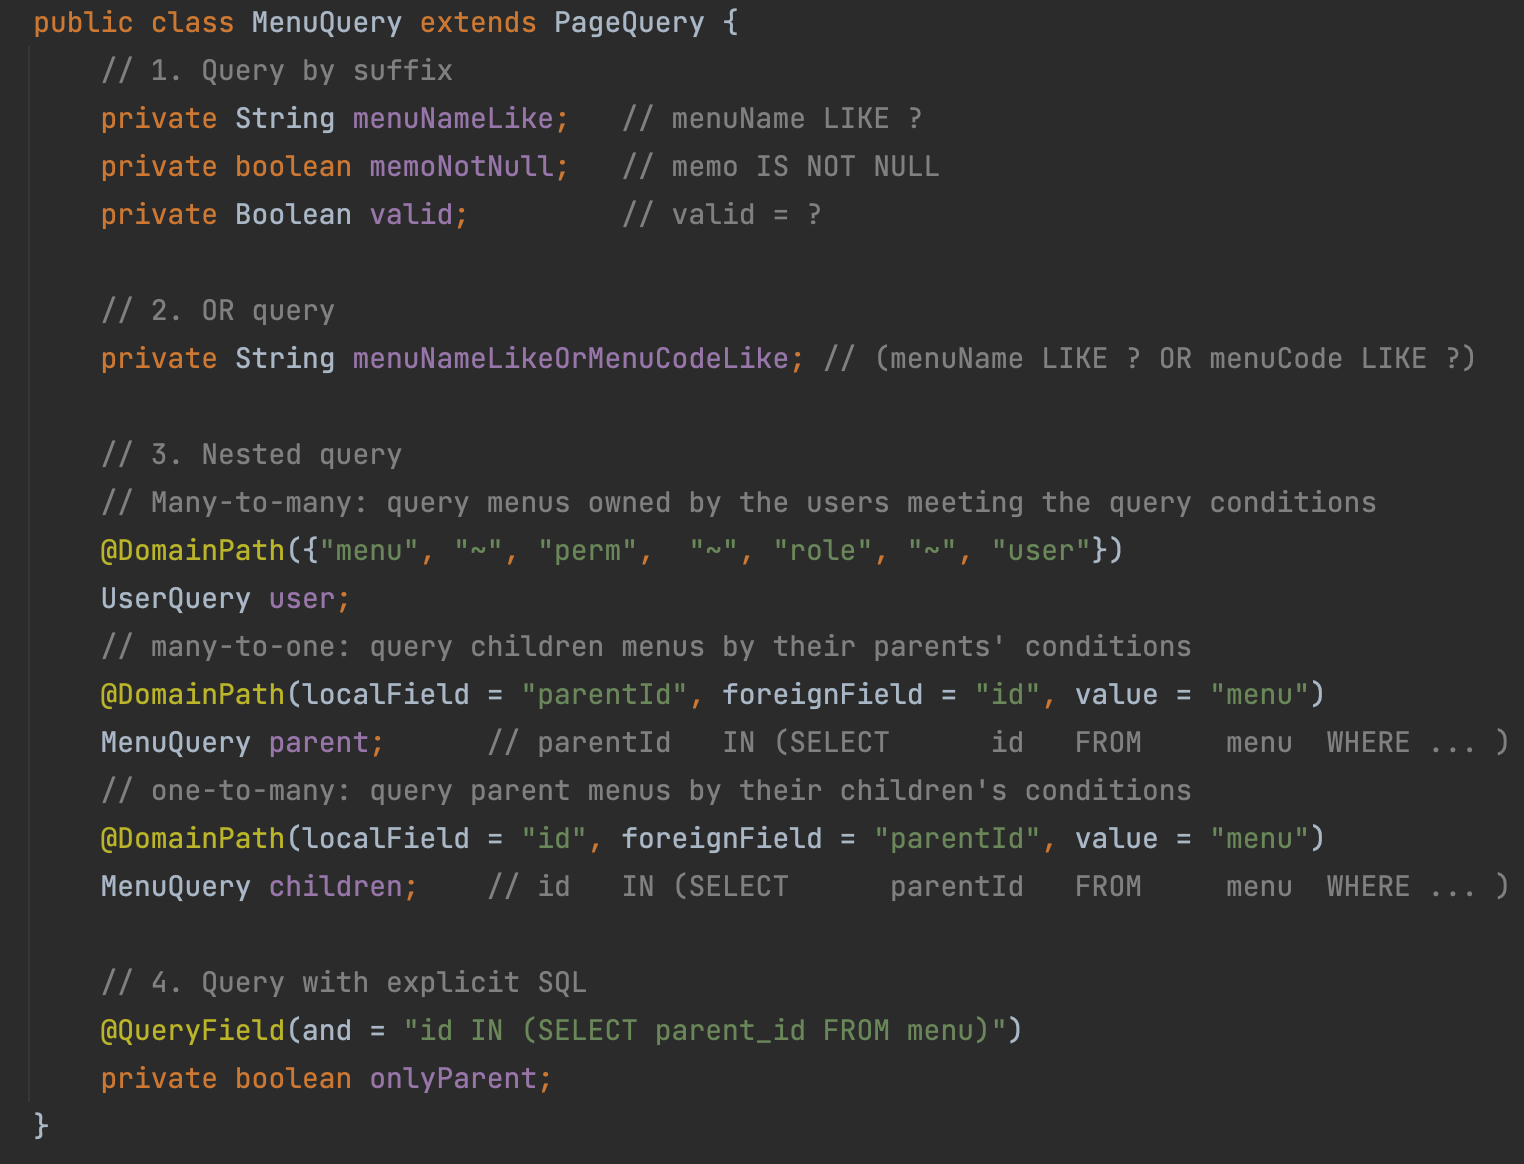 public class MenuQuery extends PageQuery {
    // 1. Query by suffix
    private String menuNameLike;   // menuName LIKE ?
    private boolean memoNotNull;   // memo IS NOT NULL
    private Boolean valid;         // valid = ?

    // 2. OR query
    private String menuNameLikeOrMenuCodeLike; // (menuName LIKE ? OR menuCode LIKE ?)

    // 3. Nested query
    // Many-to-many: query menus owned by the users meeting the query conditions
    @DomainPath({"menu", "~", "perm",  "~", "role", "~", "user"})
    UserQuery user;
    // many-to-one: query children menus by their parents' conditions
    @DomainPath(localField = "parentId", foreignField = "id", value = "menu")
    MenuQuery parent;      // parentId   IN (SELECT      id   FROM     menu  WHERE ... )
    // one-to-many: query parent menus by their children's conditions
    @DomainPath(localField = "id", foreignField = "parentId", value = "menu")
    MenuQuery children;    // id   IN (SELECT      parentId   FROM     menu  WHERE ... )

    // 4. Query with explicit SQL
    @QueryField(and = "id IN (SELECT parent_id FROM menu)")
    private boolean onlyParent;
}